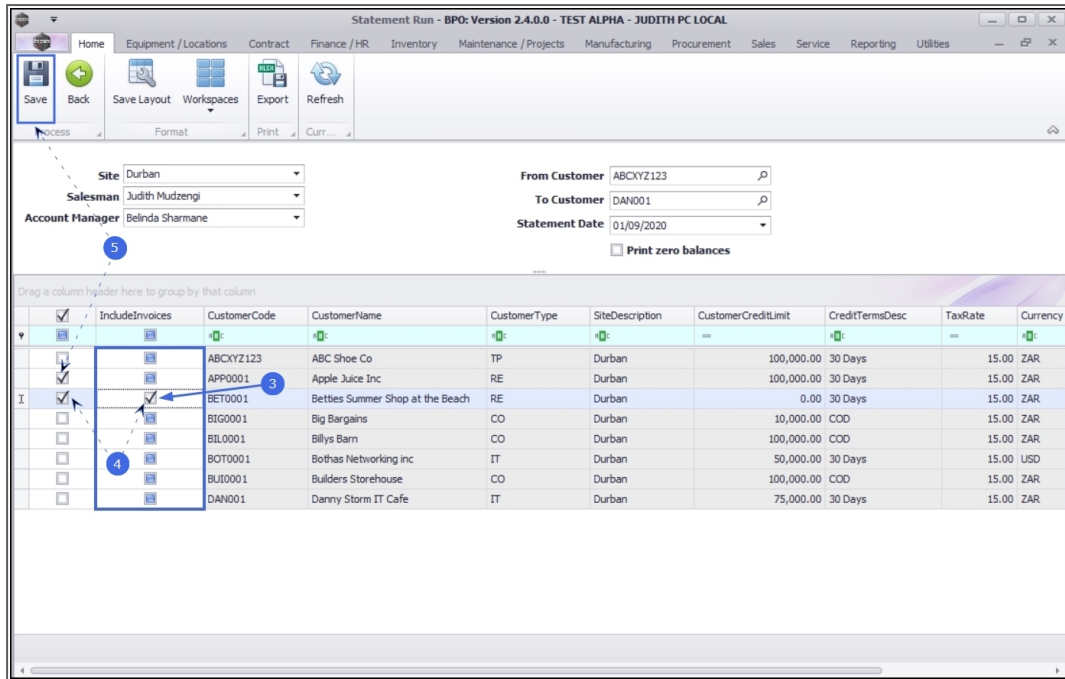 Statement Run - BPO: Version 2.4.0.0 - TEST ALPHA - JUDITH PC LOCAL
Home Equipment / Locations Contract Finance / HR Inventory Maintenance / Projects Manufacturing Procurement Sales Service Reporting Utilities
Save Back Save Layout Workspaces Export Refresh
Process Format Print Curr...
Site Durban From Customer ABCXYZ123
Salesman Judith Mudzengi To Customer DAN001
Account Manager Belinda Sharmane Statement Date 01/09/2020
5 Print zero balances
Drag a column header here to group by that column
IncludeInvoices CustomerCode CustomerName CustomerType SiteDescription CustomerCreditLimit CreditTermsDesc TaxRate Currency
ABCXYZ123 ABC Shoe Co TP Durban 100,000.00 30 Days 15.00 ZAR
APP0001 Apple Juice Inc RE Durban 100,000.00 30 Days 15.00 ZAR
3
BET0001 Betties Summer Shop at the Beach RE Durban 0.00 30 Days 15.00 ZAR
BIG0001 Big Bargains CO Durban 10,000.00 COD 15.00 ZAR
BIL0001 Billys Barn CO Durban 100,000.00 COD 15.00 ZAR
4 BOT0001 Bothas Networking inc IT Durban 50,000.00 30 Days 15.00 USD
BUI0001 Builders Storehouse CO Durban 100,000.00 COD 15.00 ZAR
DAN001 Danny Storm IT Cafe IT Durban 75,000.00 30 Days 15.00 ZAR